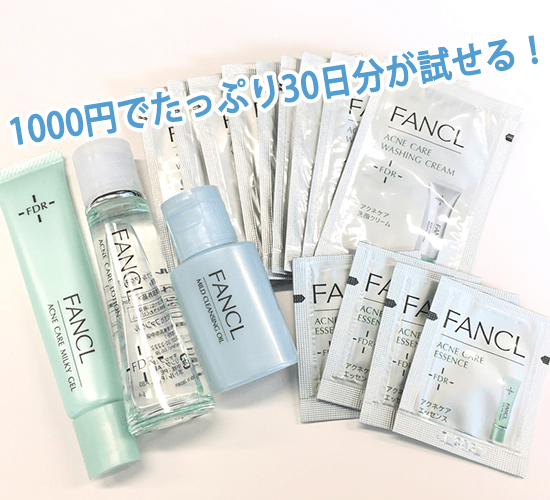 1000円でたっぷり30日分が試せる！
FANCL
ACNE CARE
WASHING CREAM
FDR
アクネケア
洗顔クリーム
FDR
FANCL
ACNE CARE MILKY GEL
FANCL
ACNE CARE LOTION
FDR
FANCL
MILD CLEANSING OIL
FANCL
ACNE CARE
ESSENCE
FDR
アクネケア
エッセンス
FANCL